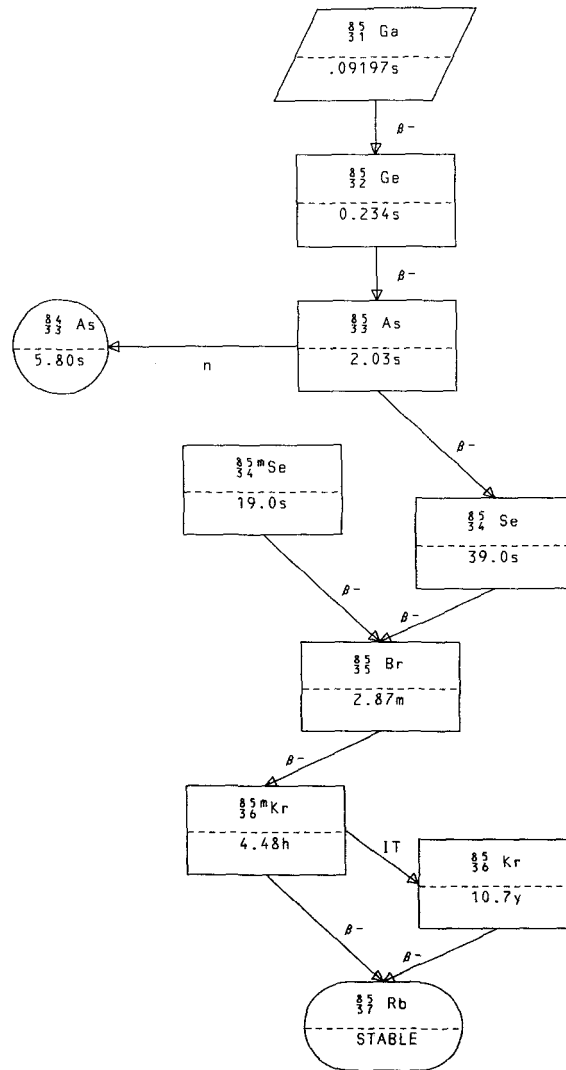 85 31 Ga
.09197s
β-
85 32 Ge
0.234s
β-
84 33 As
5.80s
n
85 33 As
2.03s
β-
85m 34 Se
19.0s
85 34 Se
39.0s
β-
β-
85 35 Br
2.87m
β-
85m 36 Kr
4.48h
IT
85 36 Kr
10.7y
β-
β-
85 37 Rb
STABLE